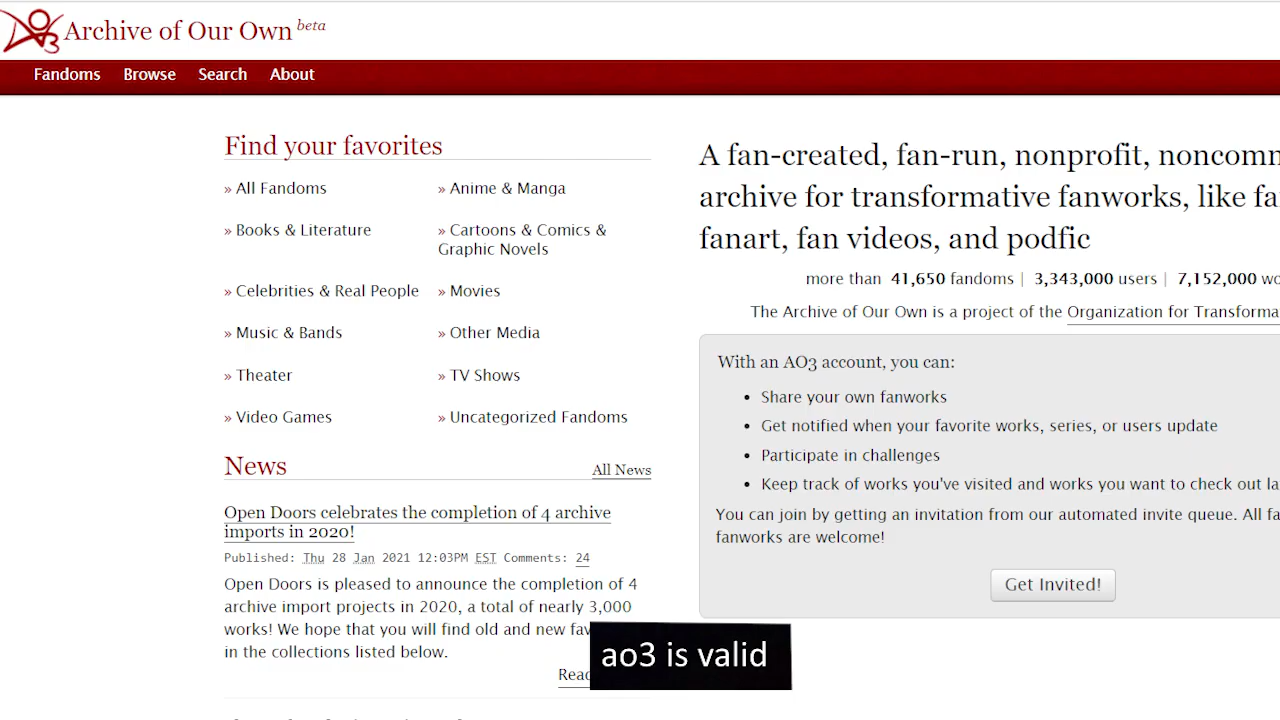 Archive of Our Own beta
Fandoms Browse Search About
Find your favorites
» All Fandoms
» Anime & Manga
» Books & Literature
» Cartoons & Comics &
Graphic Novels
» Celebrities & Real People
» Movies
» Music & Bands
» Other Media
» Theater
» TV Shows
» Video Games
» Uncategorized Fandoms
News
All News
Open Doors celebrates the completion of 4 archive
imports in 2020!
Published: Thu 28 Jan 2021 12:03PM EST Comments: 24
Open Doors is pleased to announce the completion of 4
archive import projects in 2020, a total of nearly 3,000
works! We hope that you will find old and new
in the collections listed below.
A fan-created, fan-run, nonprofit,
archive for transformative fanworks, like
fanart, fan videos, and podfic
more than 41,650 fandoms | 3,343,000 users | 7,152,000
The Archive of Our Own is a project of the Organization for
With an AO3 account, you can:
• Share your own fanworks
• Get notified when your favorite works, series, or users update
• Participate in challenges
• Keep track of works you've visited and works you want to check out
You can join by getting an invitation from our automated invite queue. All
fanworks are welcome!
Get Invited!
ao3 is valid